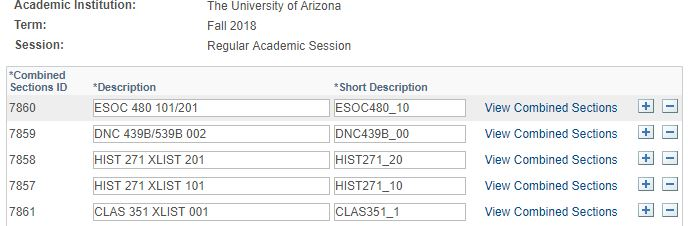 Academic Institution: The University of Arizona
Term: Fall 2018
Session: Regular Academic Session
*Combined
Sections ID *Description *Short Description
7860 ESOC 480 101/201 ESOC480_10 View Combined Sections + −
7859 DNC 439B/539B 002 DNC439B_00 View Combined Sections + −
7858 HIST 271 XLIST 201 HIST271_20 View Combined Sections + −
7857 HIST 271 XLIST 101 HIST271_10 View Combined Sections + −
7861 CLAS 351 XLIST 001 CLAS351_1 View Combined Sections + −